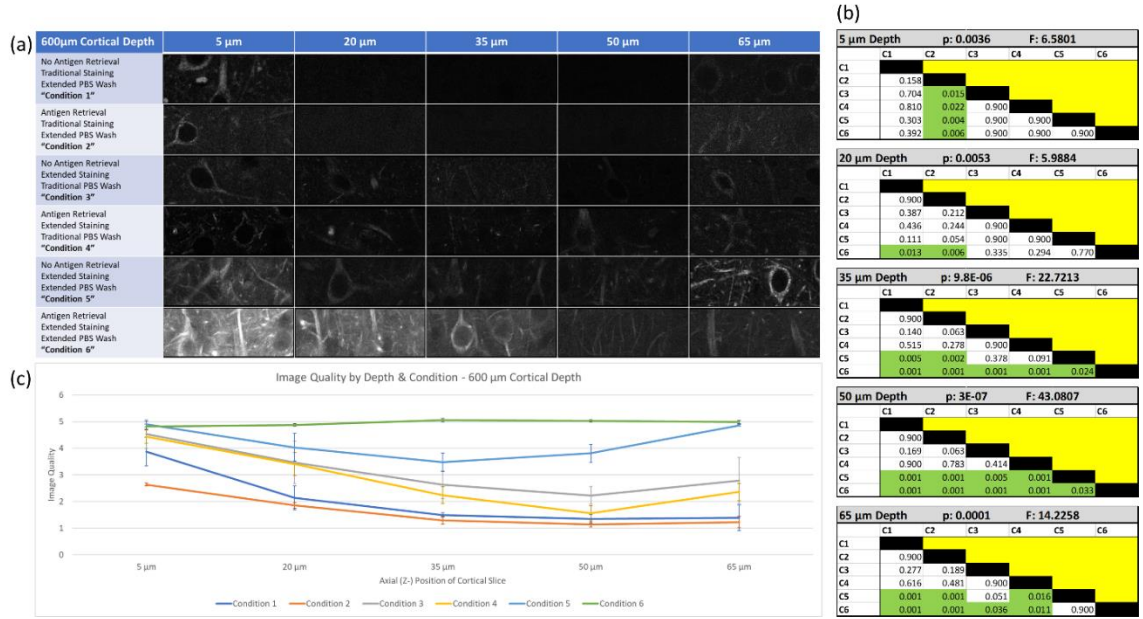 (a)
600μm Cortical Depth 5 μm 20 μm 35 μm 50 μm 65 μm
No Antigen Retrieval
Traditional Staining
Extended PBS Wash
“Condition 1”
Antigen Retrieval
Traditional Staining
Extended PBS Wash
“Condition 2”
No Antigen Retrieval
Extended Staining
Traditional PBS Wash
“Condition 3”
Antigen Retrieval
Extended Staining
Traditional PBS Wash
“Condition 4”
No Antigen Retrieval
Extended Staining
Extended PBS Wash
“Condition 5”
Antigen Retrieval
Extended Staining
Extended PBS Wash
“Condition 6”
(b)
5 μm Depth p: 0.0036 F: 6.5801
C1 C2 C3 C4 C5 C6
C1
C2 0.158
C3 0.704 0.015
C4 0.810 0.022 0.900
C5 0.303 0.004 0.900 0.900
C6 0.392 0.006 0.900 0.900 0.900
20 μm Depth p: 0.0053 F: 5.9884
C1 C2 C3 C4 C5 C6
C1
C2 0.900
C3 0.387 0.212
C4 0.436 0.244 0.900
C5 0.111 0.054 0.900 0.900
C6 0.013 0.006 0.335 0.294 0.770
35 μm Depth p: 9.8E-06 F: 22.7213
C1 C2 C3 C4 C5 C6
C1
C2 0.900
C3 0.140 0.063
C4 0.515 0.278 0.900
C5 0.005 0.002 0.378 0.091
C6 0.001 0.001 0.001 0.001 0.024
50 μm Depth p: 3E-07 F: 43.0807
C1 C2 C3 C4 C5 C6
C1
C2 0.900
C3 0.169 0.063
C4 0.900 0.783 0.414
C5 0.001 0.001 0.005 0.001
C6 0.001 0.001 0.001 0.001 0.033
65 μm Depth p: 0.0001 F: 14.2258
C1 C2 C3 C4 C5 C6
C1
C2 0.900
C3 0.277 0.189
C4 0.616 0.481 0.900
C5 0.001 0.001 0.051 0.016
C6 0.001 0.001 0.036 0.011 0.900
(c)
Image Quality by Depth & Condition - 600 μm Cortical Depth
Image Quality
6
5
4
3
2
1
0
5 μm 20 μm 35 μm 50 μm 65 μm
Axial (Z-) Position of Cortical Slice
Condition 1 Condition 2 Condition 3 Condition 4 Condition 5 Condition 6